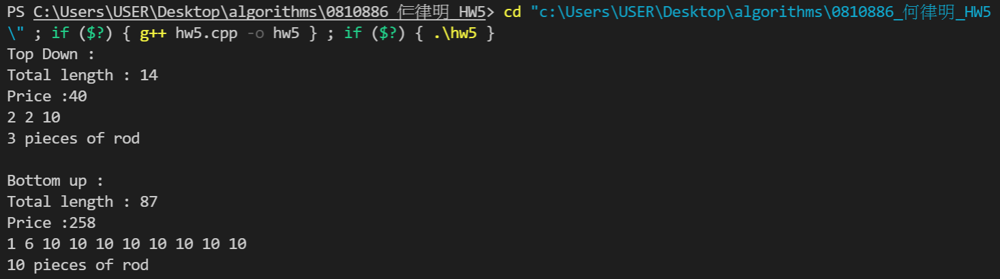 PS C:\Users\USER\Desktop\algorithms\0810886_何律明_HW5> cd "c:\Users\USER\Desktop\algorithms\0810886_何律明_HW5
\" ; if ($?) { g++ hw5.cpp -o hw5 } ; if ($?) { .\hw5 }
Top Down :
Total length : 14
Price :40
2 2 10
3 pieces of rod
Bottom up :
Total length : 87
Price :258
1 6 10 10 10 10 10 10 10 10
10 pieces of rod